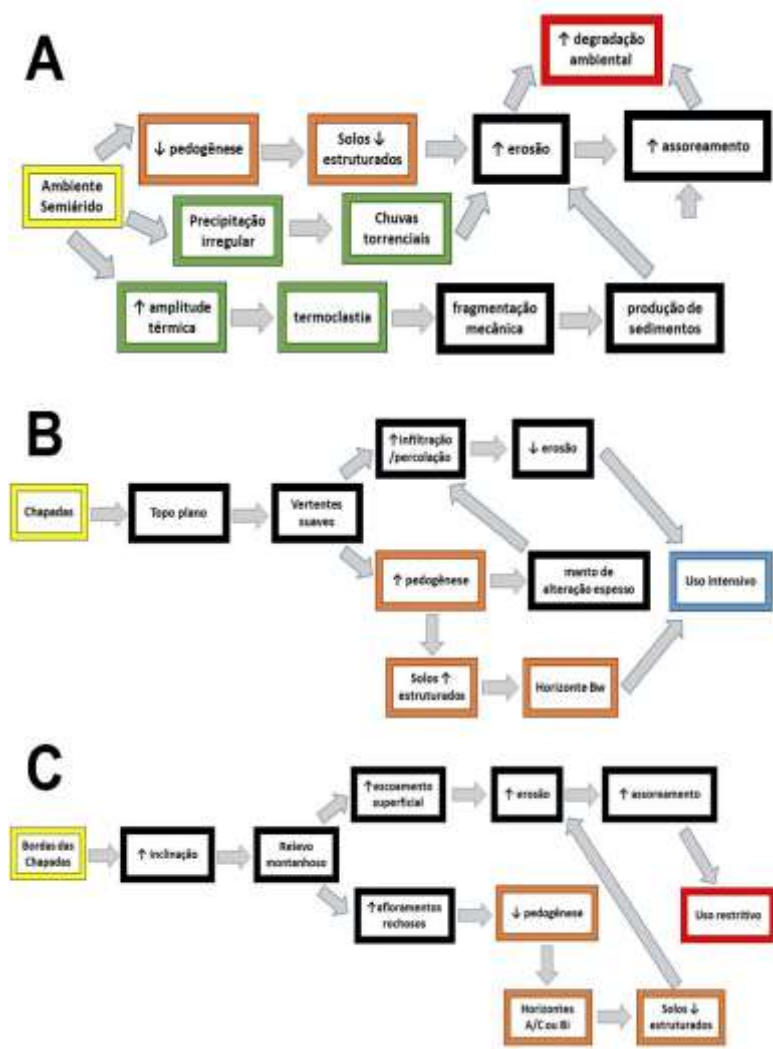 A
↑ degradação
ambiental
↓ pedogênese
Solos ↓
estruturados
↑ erosão
↑ assoreamento
Ambiente
Semiárido
Precipitação
irregular
Chuvas
torrenciais
↑ amplitude
térmica
termoclastia
fragmentação
mecânica
produção de
sedimentos
B
↑infiltração
/percolação
↓ erosão
Chapadas
Topo plano
Vertentes
suaves
↑ pedogênese
manto de
alteração espesso
Uso intensivo
Solos ↑
estruturados
Horizonte Bw
C
↑escoamento
superficial
↑ erosão
↑ assoreamento
Bordas das
Chapadas
↑ inclinação
Relevo
montanhoso
↑afloramentos
rochosos
↓ pedogênese
Uso restritivo
Horizontes
A/C ou Bi
Solos ↓
estruturados